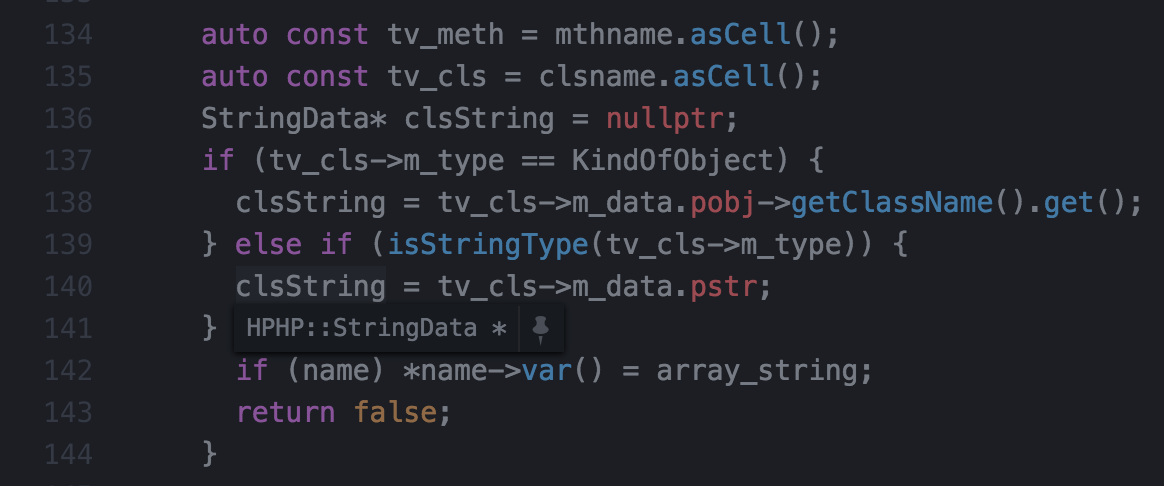 134 auto const tv_meth = mthname.asCell();
135 auto const tv_cls = clsname.asCell();
136 StringData* clsString = nullptr;
137 if (tv_cls->m_type == KindOfObject) {
138 clsString = tv_cls->m_data.pobj->getClassName().get();
139 } else if (isStringType(tv_cls->m_type)) {
140 clsString = tv_cls->m_data.pstr;
141 } HPHP::StringData *
142 if (name) *name->var() = array_string;
143 return false;
144 }